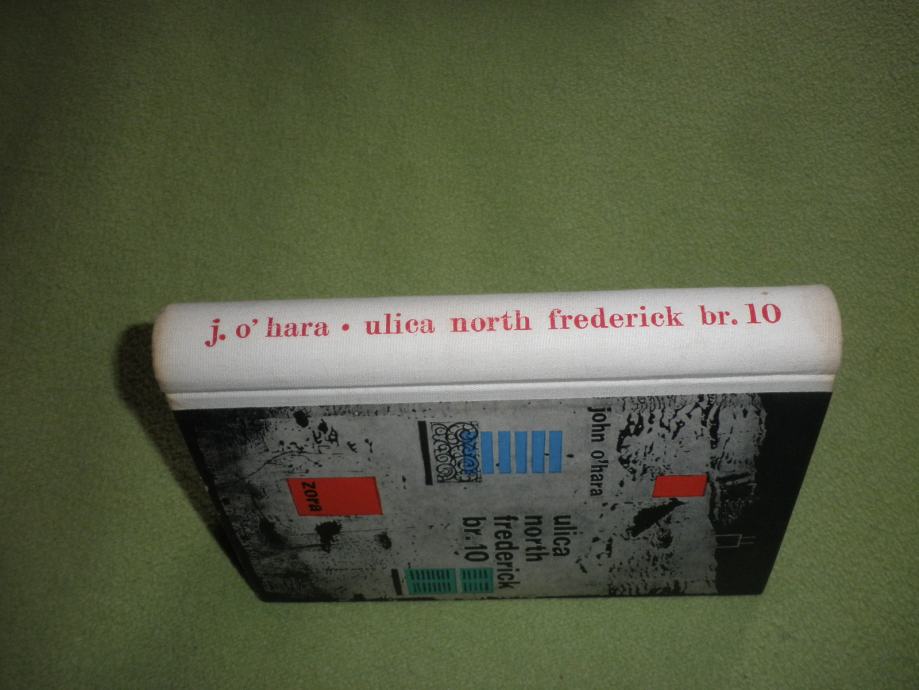 j. o' hara • ulica north frederick br. 10
john o'hara
ulica
north
frederick
br. 10
zora